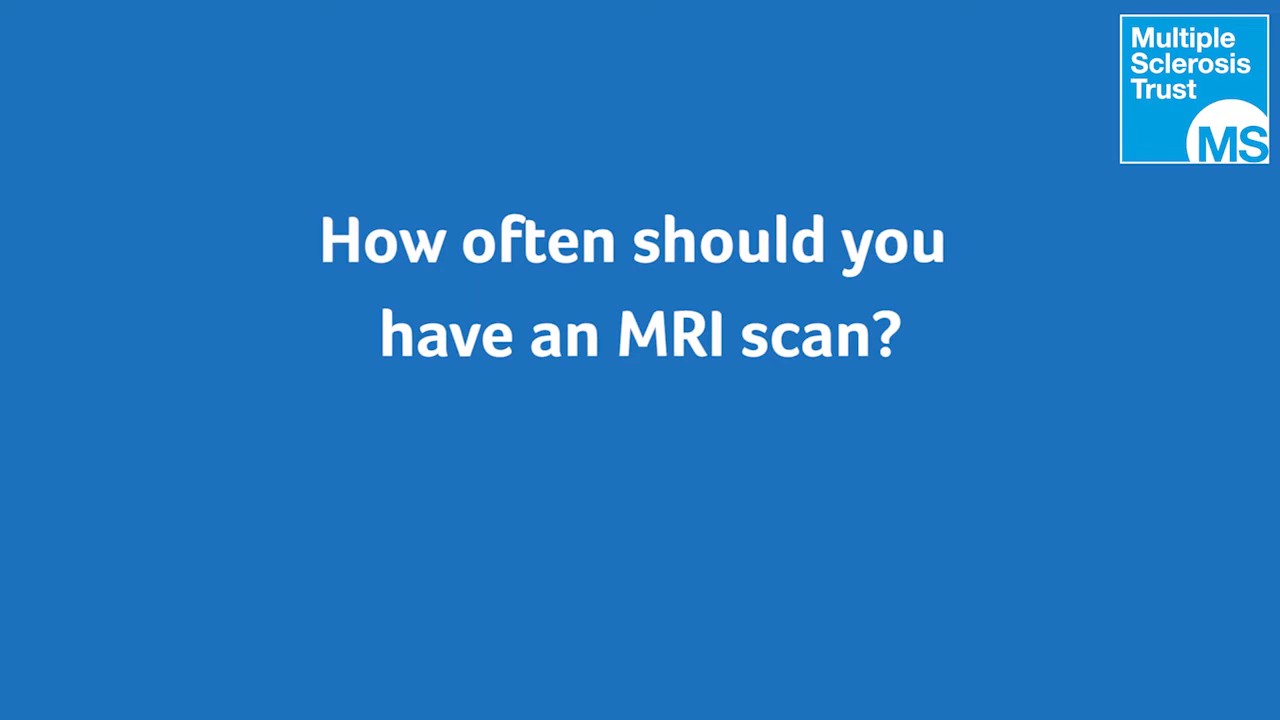 Multiple
Sclerosis
Trust
MS
How often should you
have an MRI scan?